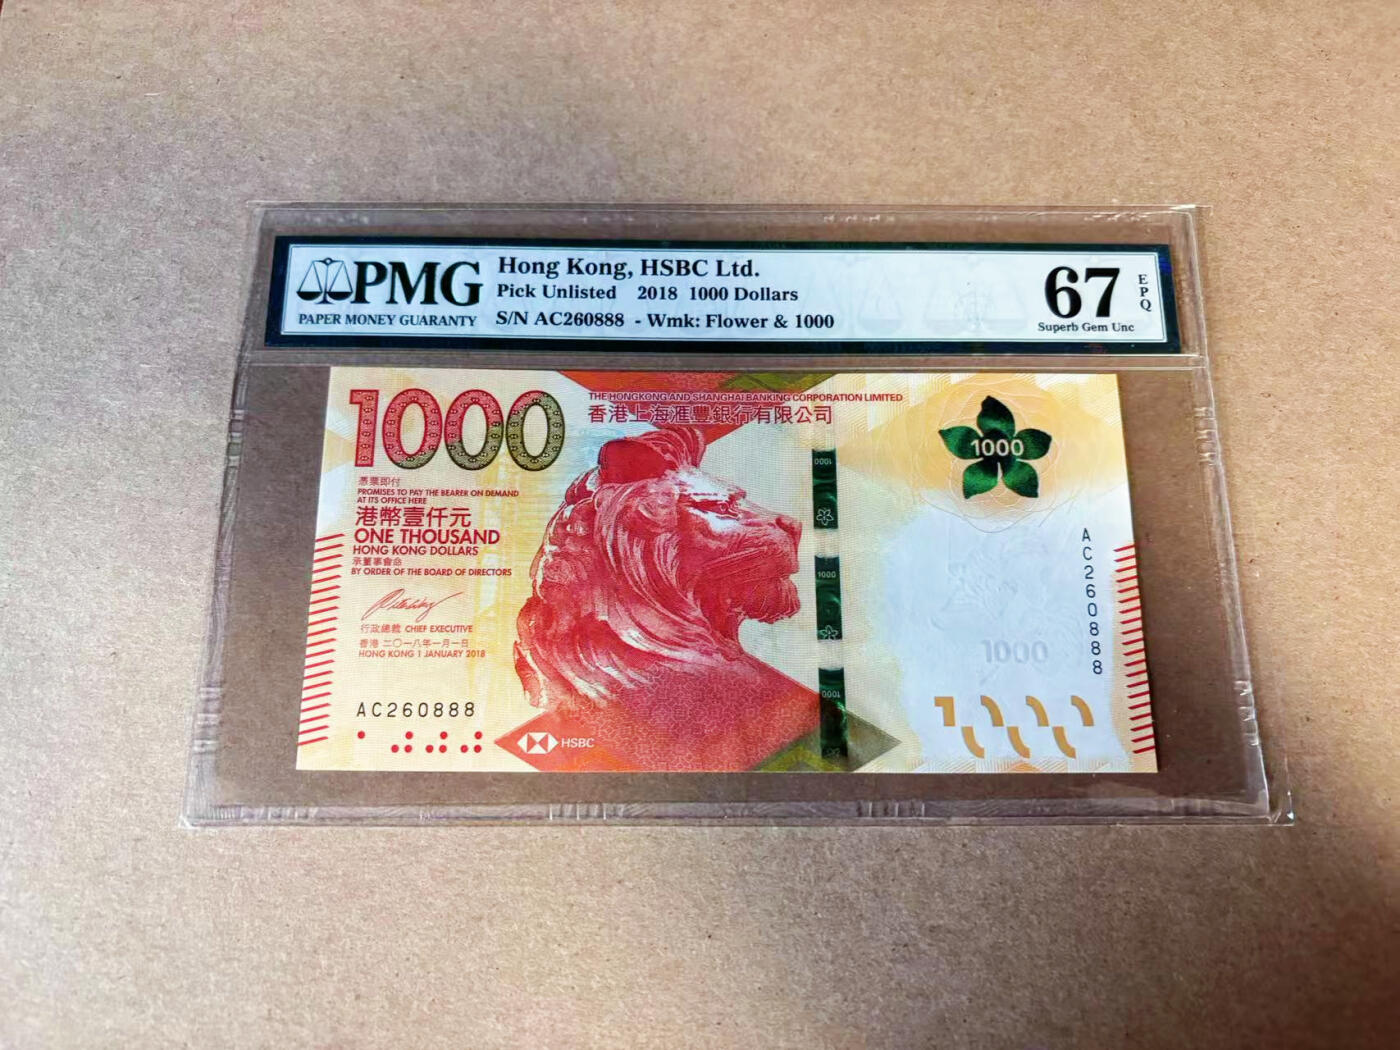 PMG
PAPER MONEY GUARANTY
Hong Kong, HSBC Ltd.
Pick Unlisted 2018 1000 Dollars
S/N AC260888 - Wmk: Flower & 1000
67
EPQ
Superb Gem Unc
1000
THE HONGKONG AND SHANGHAI BANKING CORPORATION LIMITED
香港上海滙豐銀行有限公司
憑票即付
PROMISES TO PAY THE BEARER ON DEMAND
AT ITS OFFICE HERE
港幣壹仟元
ONE THOUSAND
HONG KONG DOLLARS
承董事會命
BY ORDER OF THE BOARD OF DIRECTORS
行政總裁 CHIEF EXECUTIVE
香港 二〇一八年一月一日
HONG KONG 1 JANUARY 2018
AC260888
HSBC
1000
1000
1000
1000
AC260888
1000
1000